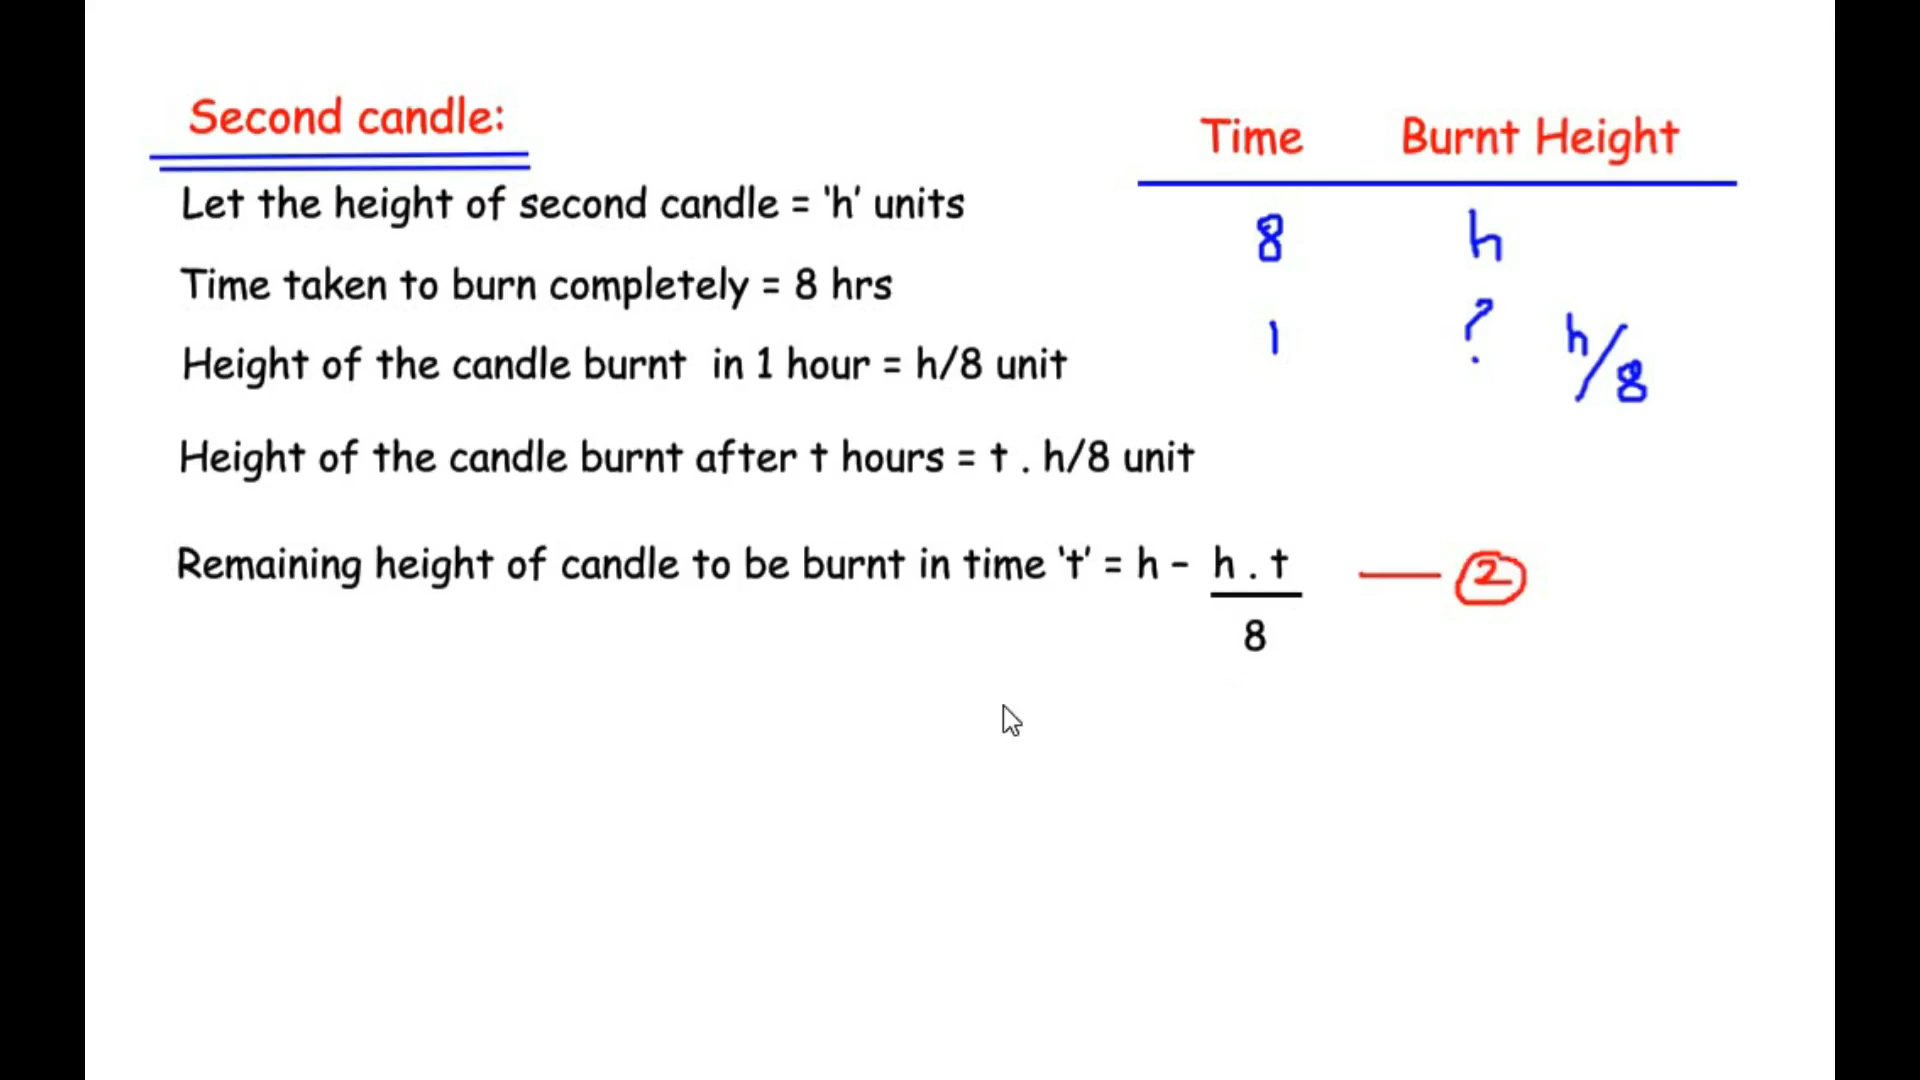 Second candle:
Time Burnt Height
Let the height of second candle = 'h' units
8 h
Time taken to burn completely = 8 hrs
1 ? h/8
Height of the candle burnt in 1 hour = h/8 unit
Height of the candle burnt after t hours = t . h/8 unit
Remaining height of candle to be burnt in time 't' = h - h . t
2
8